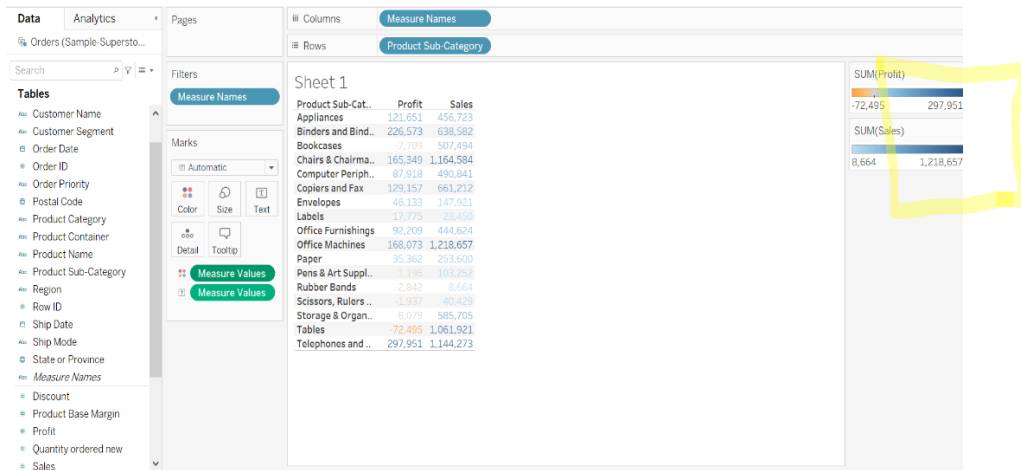 Data Analytics
Pages
Columns Measure Names
Orders (Sample-Supersto...
Rows Product Sub-Category
Search
Tables
Abc Customer Name
Abc Customer Segment
Order Date
Order ID
Abc Order Priority
Postal Code
Abc Product Category
Abc Product Container
Abc Product Name
Abc Product Sub-Category
Abc Region
Row ID
Ship Date
Abc Ship Mode
State or Province
Abc Measure Names
Discount
Product Base Margin
Profit
Quantity ordered new
Sales
Filters
Measure Names
Marks
Automatic
Color Size Text
Detail Tooltip
Measure Values
Measure Values
Sheet 1
Product Sub-Cat.. Profit Sales
Appliances 121,651 456,723
Binders and Bind.. 226,573 638,582
Bookcases -7,709 507,494
Chairs & Chairma.. 165,349 1,164,584
Computer Periph.. 87,918 490,841
Copiers and Fax 129,157 661,212
Envelopes 46,133 147,921
Labels 17,775 23,450
Office Furnishings 92,209 444,624
Office Machines 168,073 1,218,657
Paper 35,362 253,600
Pens & Art Suppl.. 1,196 103,252
Rubber Bands -2,842 8,664
Scissors, Rulers .. -1,937 40,429
Storage & Organ.. 8,079 585,705
Tables -72,495 1,061,921
Telephones and .. 297,951 1,144,273
SUM(Profit)
-72,495 297,951
SUM(Sales)
8,664 1,218,657